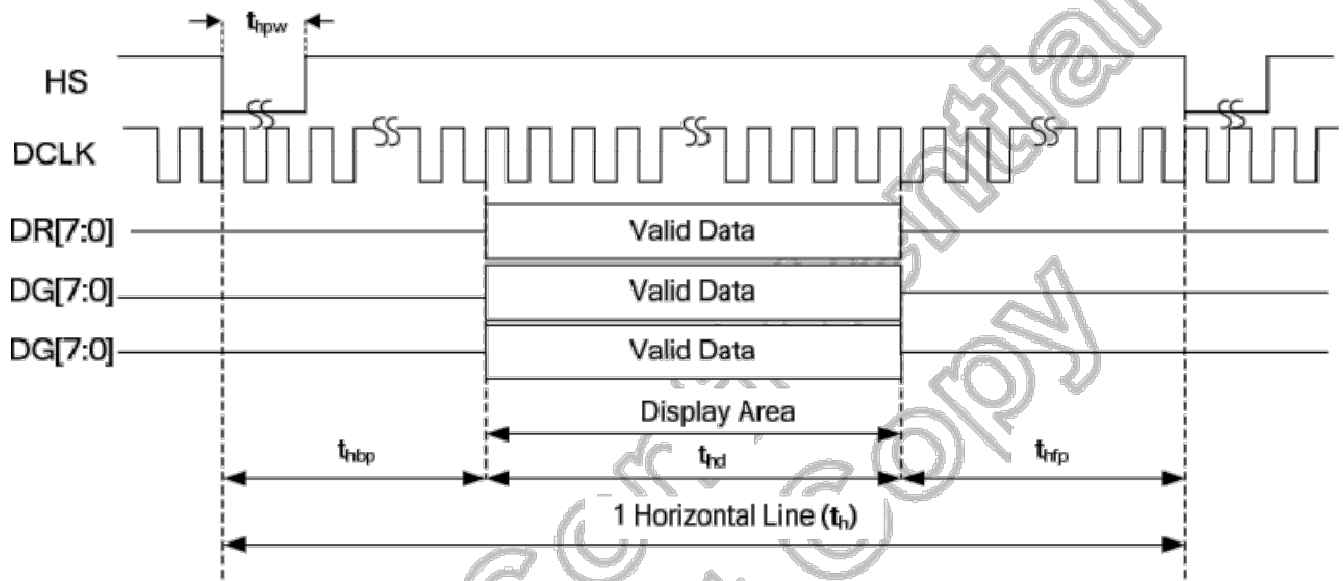 thpw
HS
DCLK
DR[7:0] Valid Data
DG[7:0] Valid Data
DG[7:0] Valid Data
Display Area
thbp thd thfp
1 Horizontal Line (th)
Copy